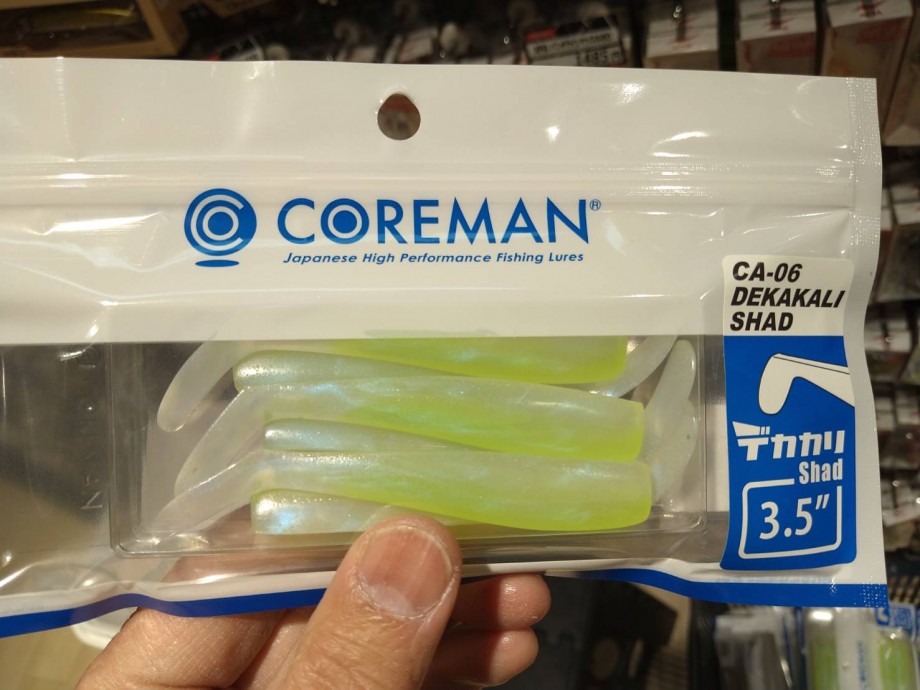 COREMAN®
Japanese High Performance Fishing Lures
CA-06
DEKAKALI
SHAD
デカカリ
Shad
3.5"